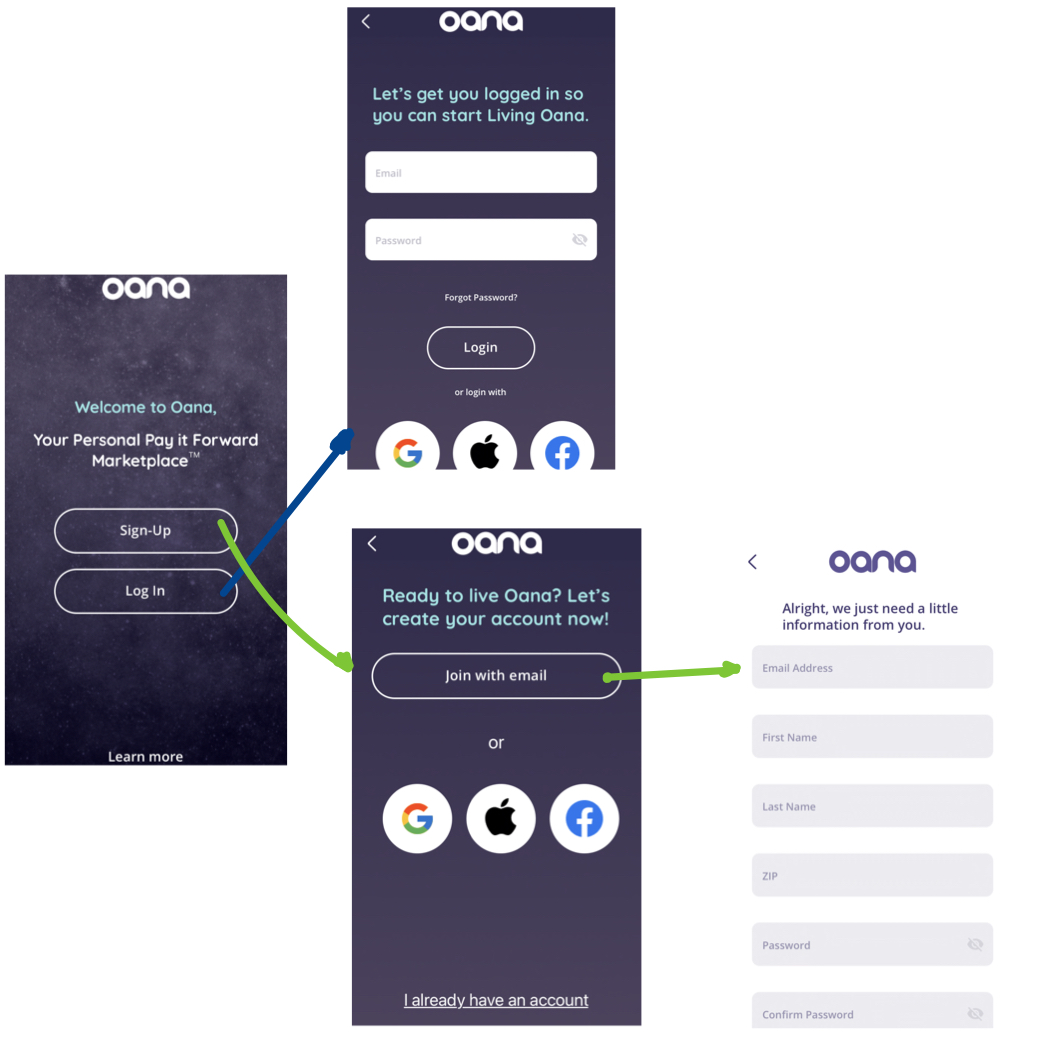 oana
Welcome to Oana,
Your Personal Pay it Forward
Marketplace™
Sign-Up
Log In
Learn more
oana
Let's get you logged in so
you can start Living Oana.
Email
Password
Forgot Password?
Login
or login with
oana
Ready to live Oana? Let's
create your account now!
Join with email
or
I already have an account
oana
Alright, we just need a little
information from you.
Email Address
First Name
Last Name
ZIP
Password
Confirm Password